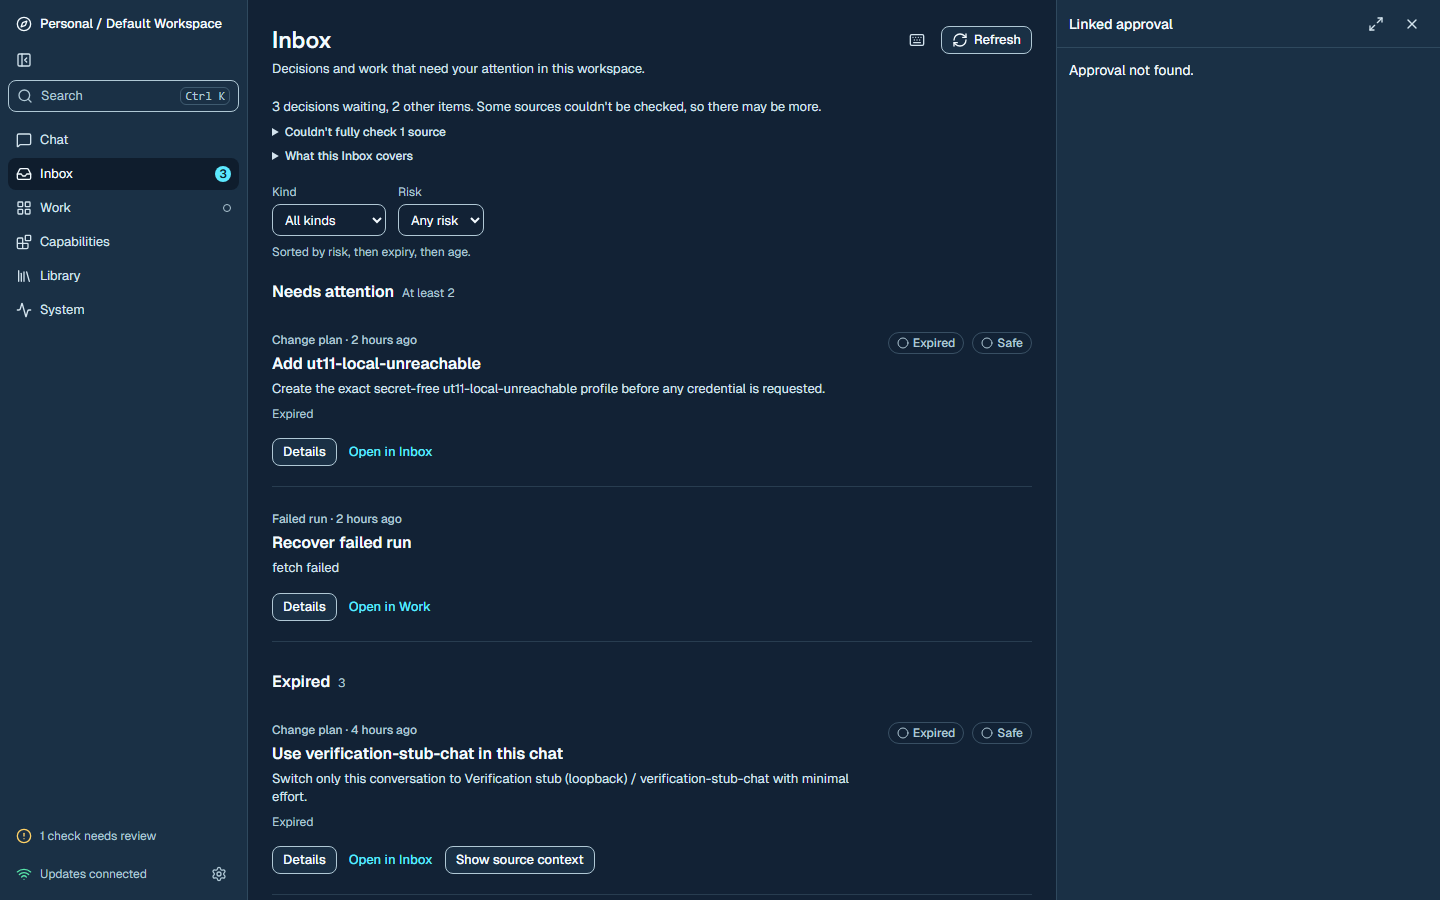 Personal / Default Workspace
Search
Ctrl K
Chat
Inbox
3
Work
Capabilities
Library
System
1 check needs review
Updates connected
Inbox
Refresh
Decisions and work that need your attention in this workspace.
3 decisions waiting, 2 other items. Some sources couldn't be checked, so there may be more.
Couldn't fully check 1 source
What this Inbox covers
Kind
Risk
All kinds
Any risk
Sorted by risk, then expiry, then age.
Needs attention At least 2
Change plan · 2 hours ago
Expired
Safe
Add ut11-local-unreachable
Create the exact secret-free ut11-local-unreachable profile before any credential is requested.
Expired
Details
Open in Inbox
Failed run · 2 hours ago
Recover failed run
fetch failed
Details
Open in Work
Expired 3
Change plan · 4 hours ago
Expired
Safe
Use verification-stub-chat in this chat
Switch only this conversation to Verification stub (loopback) / verification-stub-chat with minimal
effort.
Expired
Details
Open in Inbox
Show source context
Linked approval
Approval not found.